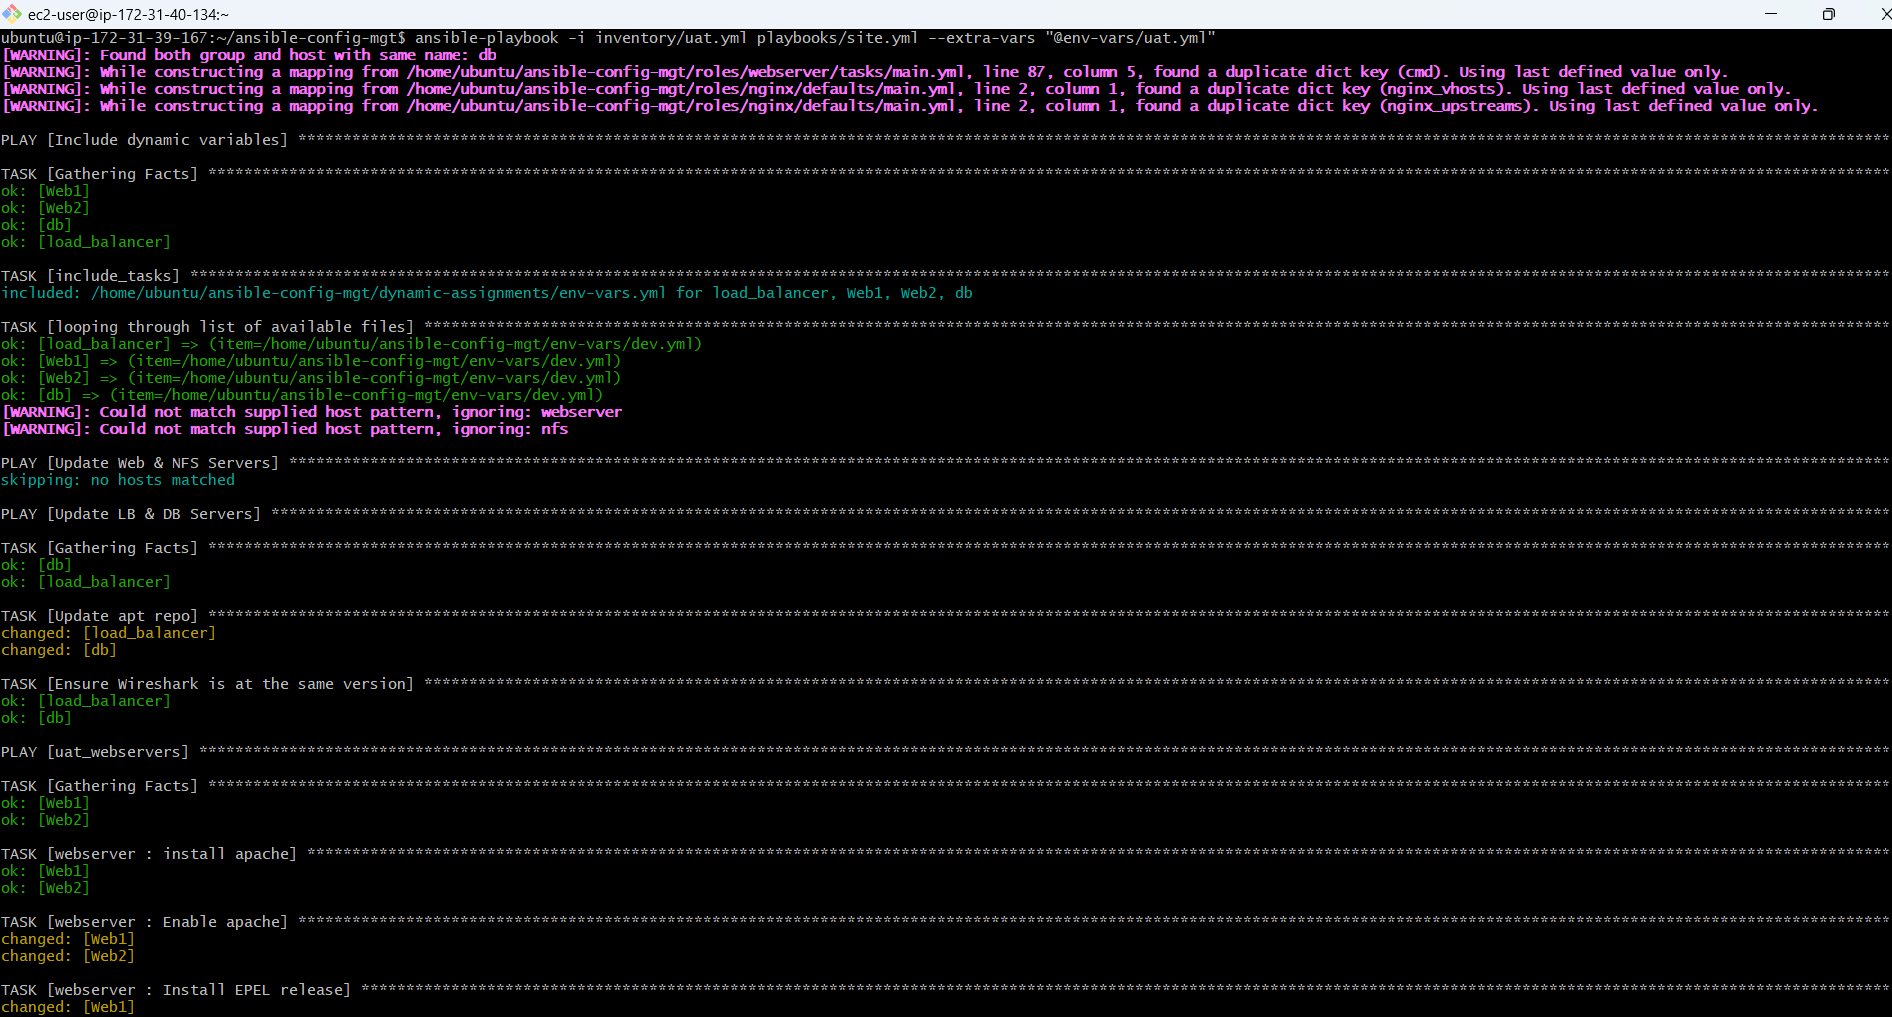 ec2-user@ip-172-31-40-134:~
ubuntu@ip-172-31-39-167:~/ansible-config-mgt$ ansible-playbook -i inventory/uat.yml playbooks/site.yml --extra-vars "@env-vars/uat.yml"
[WARNING]: Found both group and host with same name: db
[WARNING]: While constructing a mapping from /home/ubuntu/ansible-config-mgt/roles/webserver/tasks/main.yml, line 87, column 5, found a duplicate dict key (cmd). Using last defined value only.
[WARNING]: While constructing a mapping from /home/ubuntu/ansible-config-mgt/roles/nginx/defaults/main.yml, line 2, column 1, found a duplicate dict key (nginx_vhosts). Using last defined value only.
[WARNING]: While constructing a mapping from /home/ubuntu/ansible-config-mgt/roles/nginx/defaults/main.yml, line 2, column 1, found a duplicate dict key (nginx_upstreams). Using last defined value only.
PLAY [Include dynamic variables] ****************************************
TASK [Gathering Facts] ****************************************
ok: [Web1]
ok: [Web2]
ok: [db]
ok: [load_balancer]
TASK [include_tasks] ****************************************
included: /home/ubuntu/ansible-config-mgt/dynamic-assignments/env-vars.yml for load_balancer, Web1, Web2, db
TASK [looping through list of available files] ****************************************
ok: [load_balancer] => (item=/home/ubuntu/ansible-config-mgt/env-vars/dev.yml)
ok: [Web1] => (item=/home/ubuntu/ansible-config-mgt/env-vars/dev.yml)
ok: [Web2] => (item=/home/ubuntu/ansible-config-mgt/env-vars/dev.yml)
ok: [db] => (item=/home/ubuntu/ansible-config-mgt/env-vars/dev.yml)
[WARNING]: Could not match supplied host pattern, ignoring: webserver
[WARNING]: Could not match supplied host pattern, ignoring: nfs
PLAY [Update Web & NFS Servers] ****************************************
skipping: no hosts matched
PLAY [Update LB & DB Servers] ****************************************
TASK [Gathering Facts] ****************************************
ok: [db]
ok: [load_balancer]
TASK [Update apt repo] ****************************************
changed: [load_balancer]
changed: [db]
TASK [Ensure Wireshark is at the same version] ****************************************
ok: [load_balancer]
ok: [db]
PLAY [uat_webservers] ****************************************
TASK [Gathering Facts] ****************************************
ok: [Web1]
ok: [Web2]
TASK [webserver : install apache] ****************************************
ok: [Web1]
ok: [Web2]
TASK [webserver : Enable apache] ****************************************
changed: [Web1]
changed: [Web2]
TASK [webserver : Install EPEL release] ****************************************
changed: [Web1]